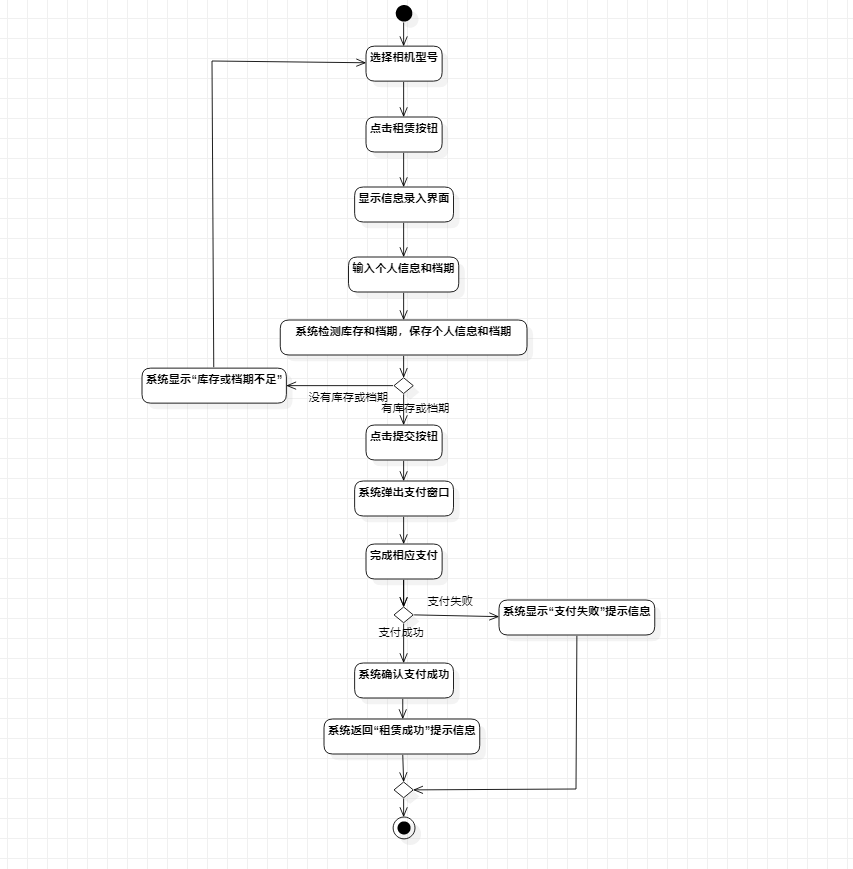 选择相机型号
点击租赁按钮
显示信息录入界面
输入个人信息和档期
系统检测库存和档期，保存个人信息和档期
系统显示“库存或档期不足”
没有库存或档期
有库存或档期
点击提交按钮
系统弹出支付窗口
完成相应支付
支付失败
系统显示“支付失败”提示信息
支付成功
系统确认支付成功
系统返回“租赁成功”提示信息